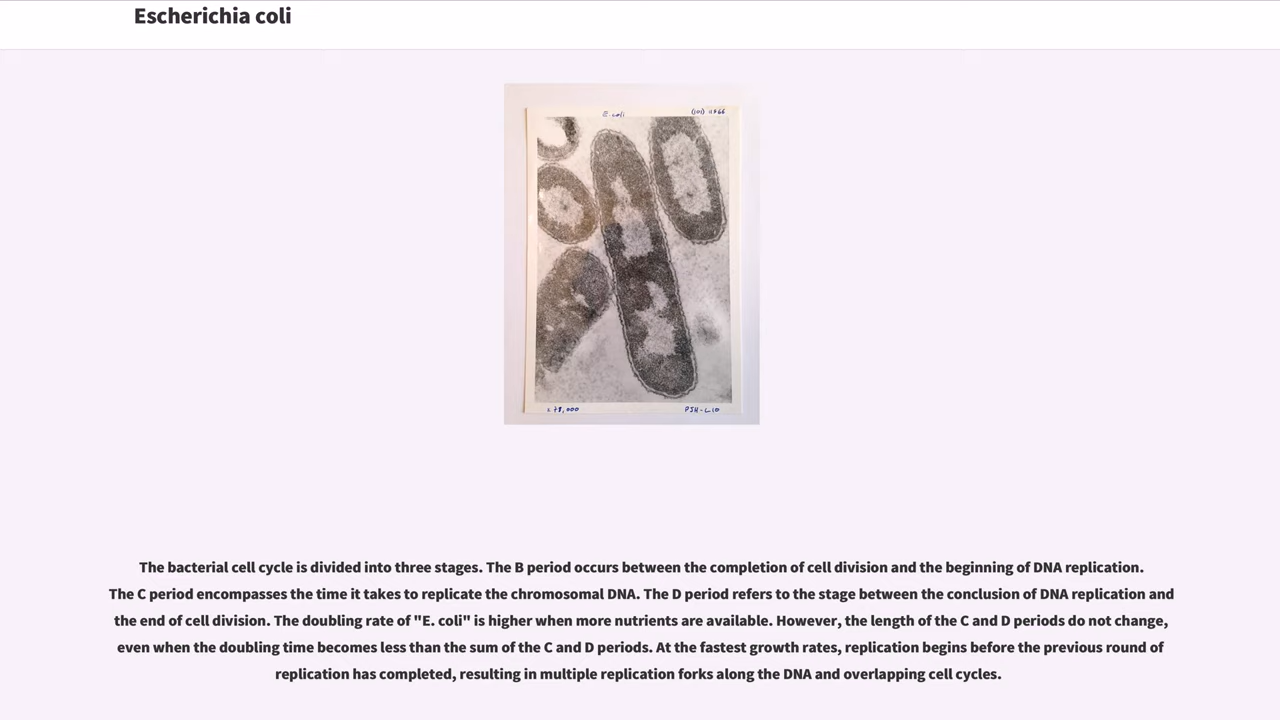 Escherichia coli
E. coli
The bacterial cell cycle is divided into three stages. The B period occurs between the completion of cell division and the beginning of DNA replication.
The C period encompasses the time it takes to replicate the chromosomal DNA. The D period refers to the stage between the conclusion of DNA replication and
the end of cell division. The doubling rate of "E. coli" is higher when more nutrients are available. However, the length of the C and D periods do not change,
even when the doubling time becomes less than the sum of the C and D periods. At the fastest growth rates, replication begins before the previous round of
replication has completed, resulting in multiple replication forks along the DNA and overlapping cell cycles.